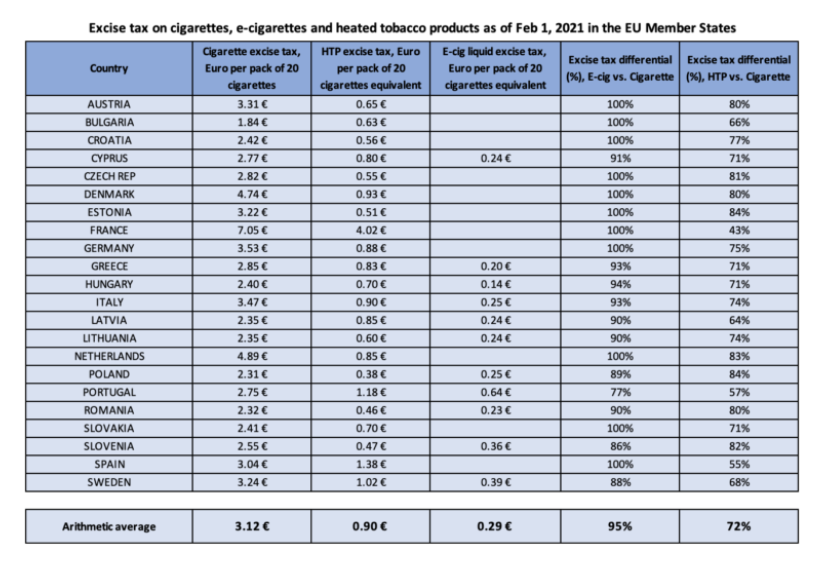 Excise tax on cigarettes, e-cigarettes and heated tobacco products as of Feb 1, 2021 in the EU Member States
Country | Cigarette excise tax, Euro per pack of 20 cigarettes | HTP excise tax, Euro per pack of 20 cigarettes equivalent | E-cig liquid excise tax, Euro per pack of 20 cigarettes equivalent | Excise tax differential (%), E-cig vs. Cigarette | Excise tax differential (%), HTP vs. Cigarette
AUSTRIA 3.31 € 0.65 € 100% 80%
BULGARIA 1.84 € 0.63 € 100% 66%
CROATIA 2.42 € 0.56 € 100% 77%
CYPRUS 2.77 € 0.80 € 0.24 € 91% 71%
CZECH REP 2.82 € 0.55 € 100% 81%
DENMARK 4.74 € 0.93 € 100% 80%
ESTONIA 3.22 € 0.51 € 100% 84%
FRANCE 7.05 € 4.02 € 100% 43%
GERMANY 3.53 € 0.88 € 100% 75%
GREECE 2.85 € 0.83 € 0.20 € 93% 71%
HUNGARY 2.40 € 0.70 € 0.14 € 94% 71%
ITALY 3.47 € 0.90 € 0.25 € 93% 74%
LATVIA 2.35 € 0.85 € 0.24 € 90% 64%
LITHUANIA 2.35 € 0.60 € 0.24 € 90% 74%
NETHERLANDS 4.89 € 0.85 € 100% 83%
POLAND 2.31 € 0.38 € 0.25 € 89% 84%
PORTUGAL 2.75 € 1.18 € 0.64 € 77% 57%
ROMANIA 2.32 € 0.46 € 0.23 € 90% 80%
SLOVAKIA 2.41 € 0.70 € 100% 71%
SLOVENIA 2.55 € 0.47 € 0.36 € 86% 82%
SPAIN 3.04 € 1.38 € 100% 55%
SWEDEN 3.24 € 1.02 € 0.39 € 88% 68%
Arithmetic average 3.12 € 0.90 € 0.29 € 95% 72%